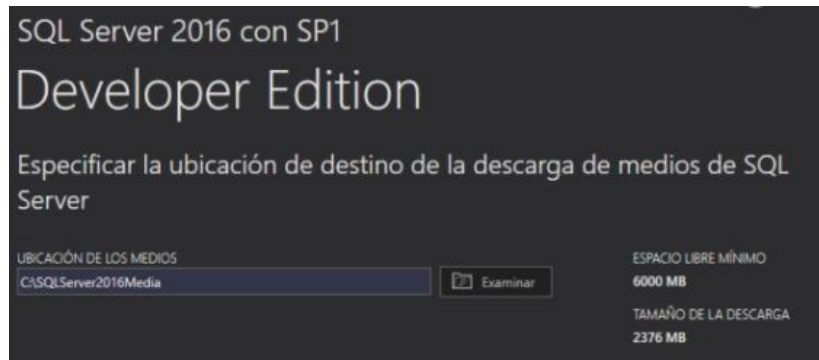 SQL Server 2016 con SP1
Developer Edition
Especificar la ubicación de destino de la descarga de medios de SQL
Server
UBICACIÓN DE LOS MEDIOS
C:\SQLServer2016Media
Examinar
ESPACIO LIBRE MÍNIMO
6000 MB
TAMAÑO DE LA DESCARGA
2376 MB